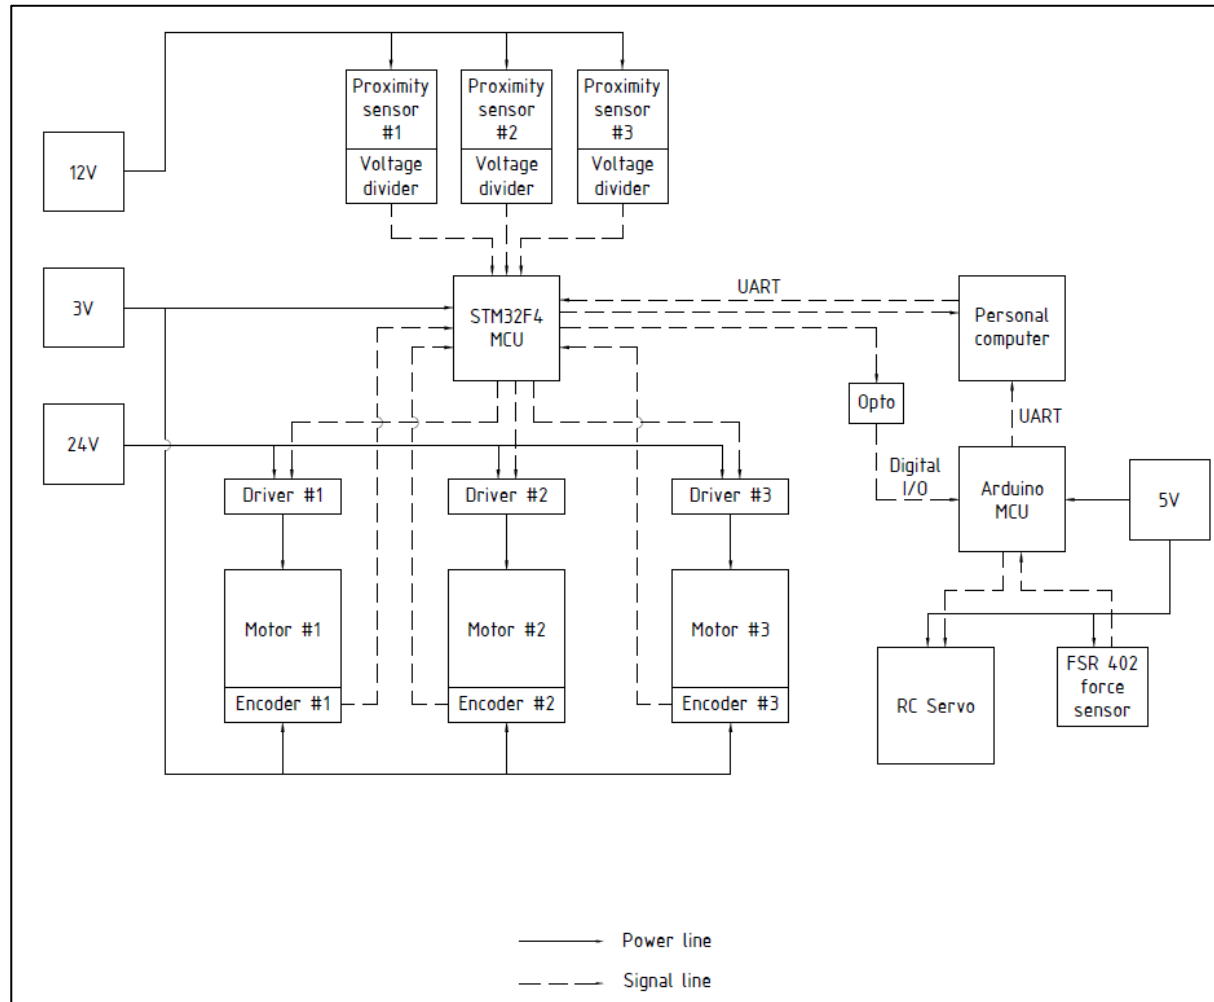 Proximity
sensor
#1
Proximity
sensor
#2
Proximity
sensor
#3
Voltage
divider
Voltage
divider
Voltage
divider
12V
3V
STM32F4
MCU
UART
Personal
computer
24V
Opto
UART
Digital
I/O
Driver #1
Driver #2
Driver #3
Arduino
MCU
5V
Motor #1
Motor #2
Motor #3
Encoder #1
Encoder #2
Encoder #3
RC Servo
FSR 402
force
sensor
Power line
Signal line